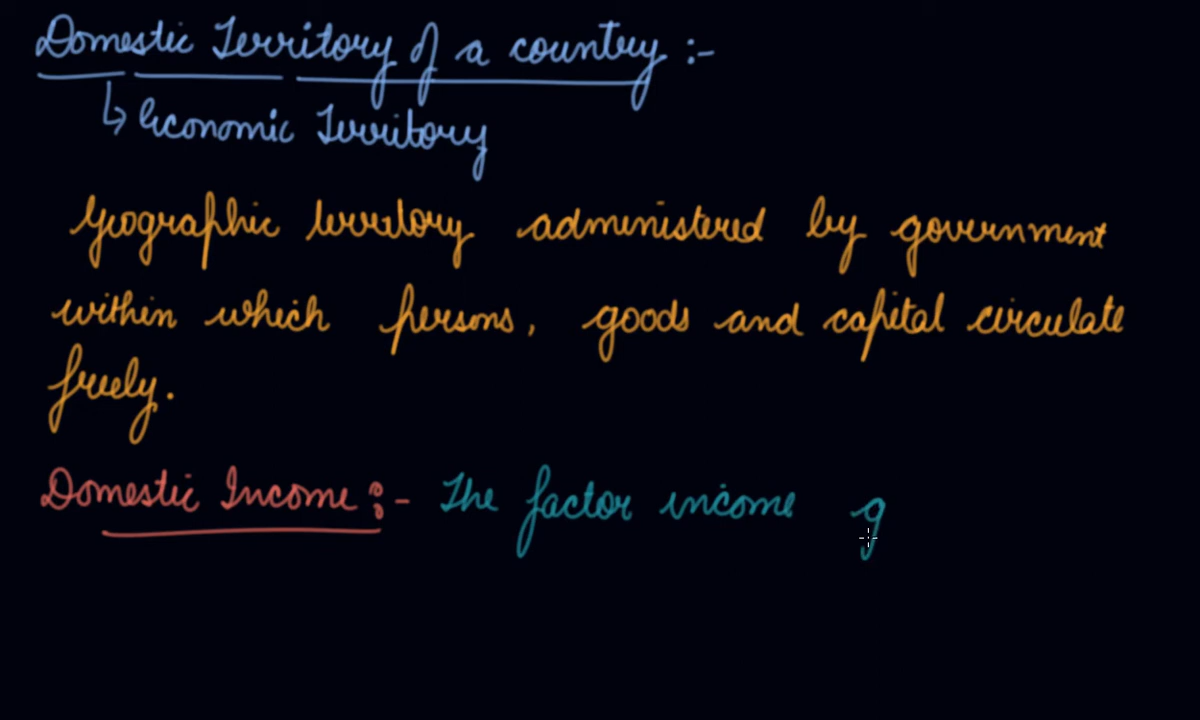 Domestic Territory of a country :-
↳ Economic Territory
Geographic territory administered by government
within which persons, goods and capital circulate
freely.
Domestic Income :- The factor income g